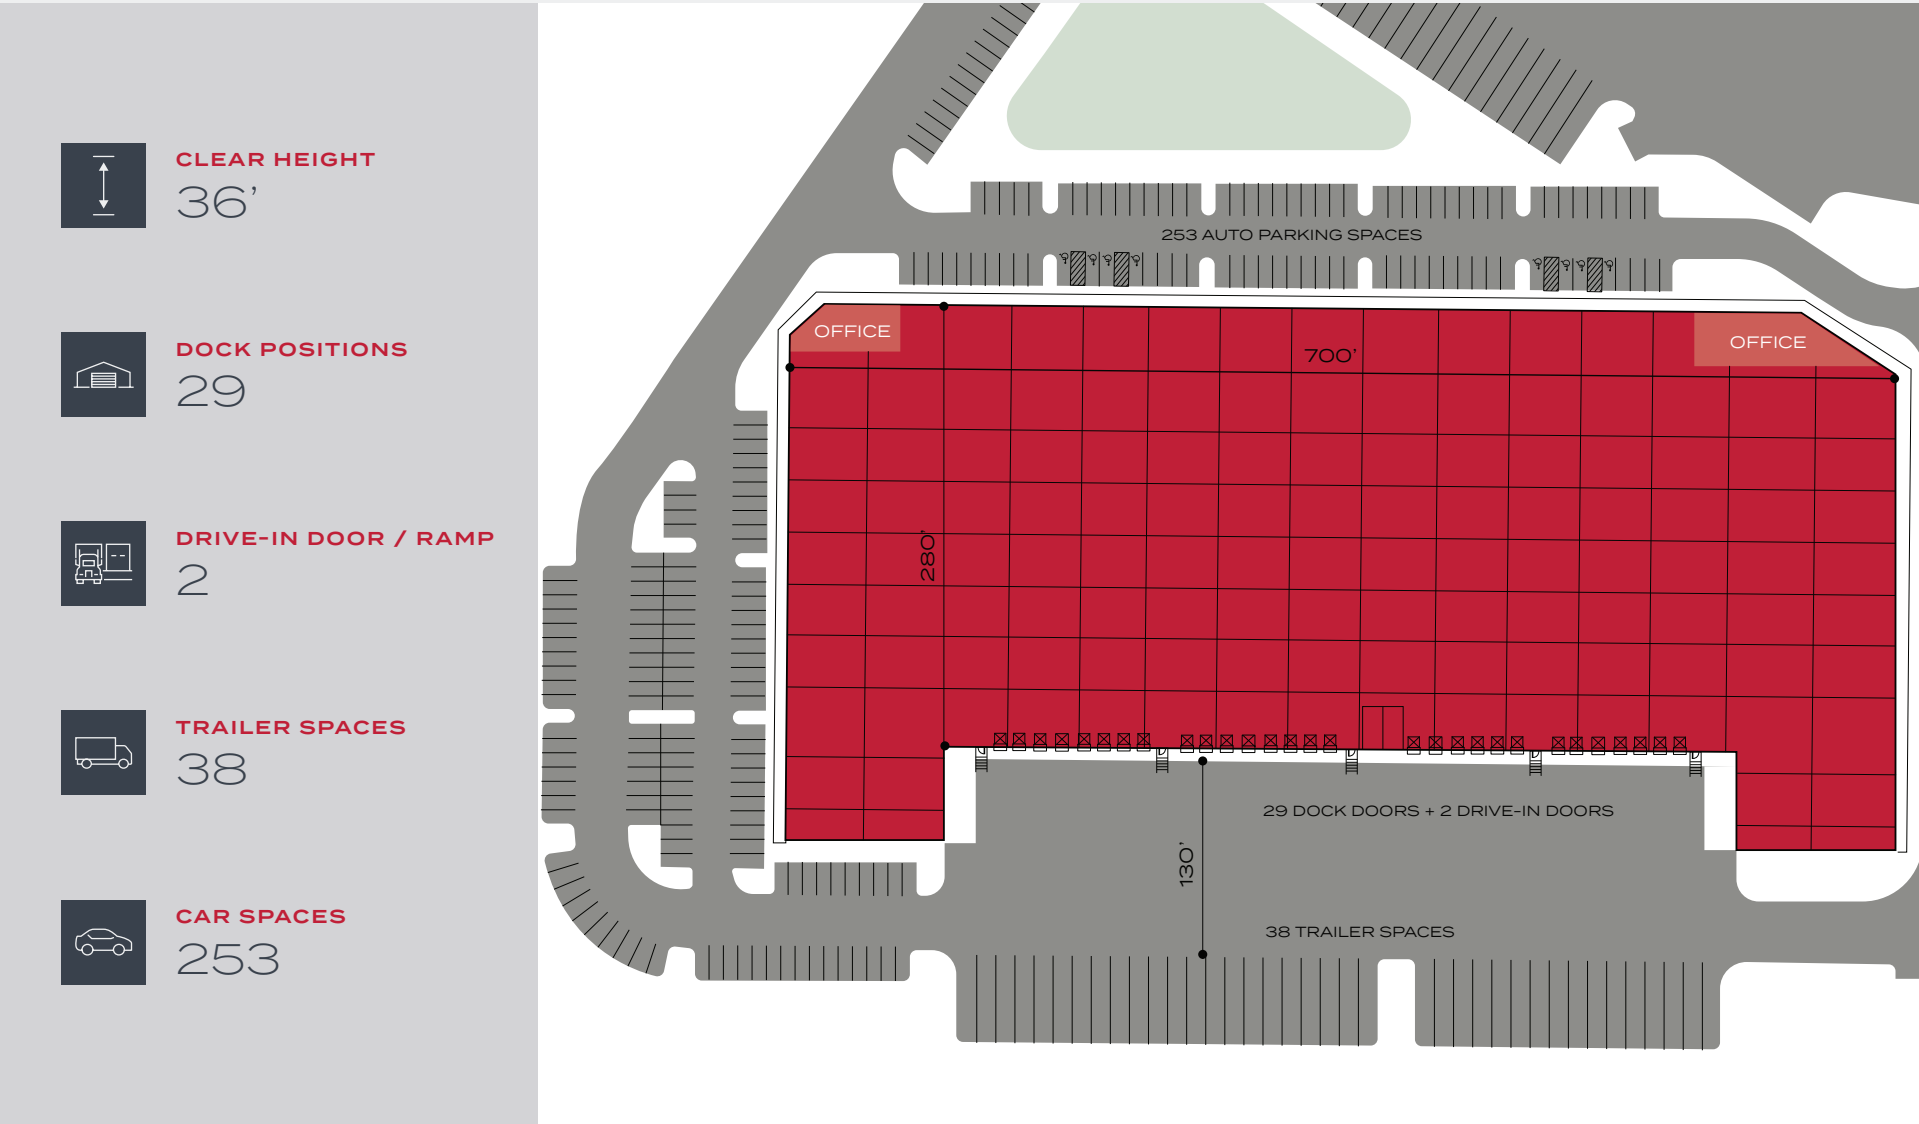 CLEAR HEIGHT
36’
DOCK POSITIONS
29
DRIVE-IN DOOR / RAMP
2
TRAILER SPACES
38
CAR SPACES
253
253 AUTO PARKING SPACES
OFFICE
OFFICE
700’
280’
29 DOCK DOORS + 2 DRIVE-IN DOORS
130’
38 TRAILER SPACES